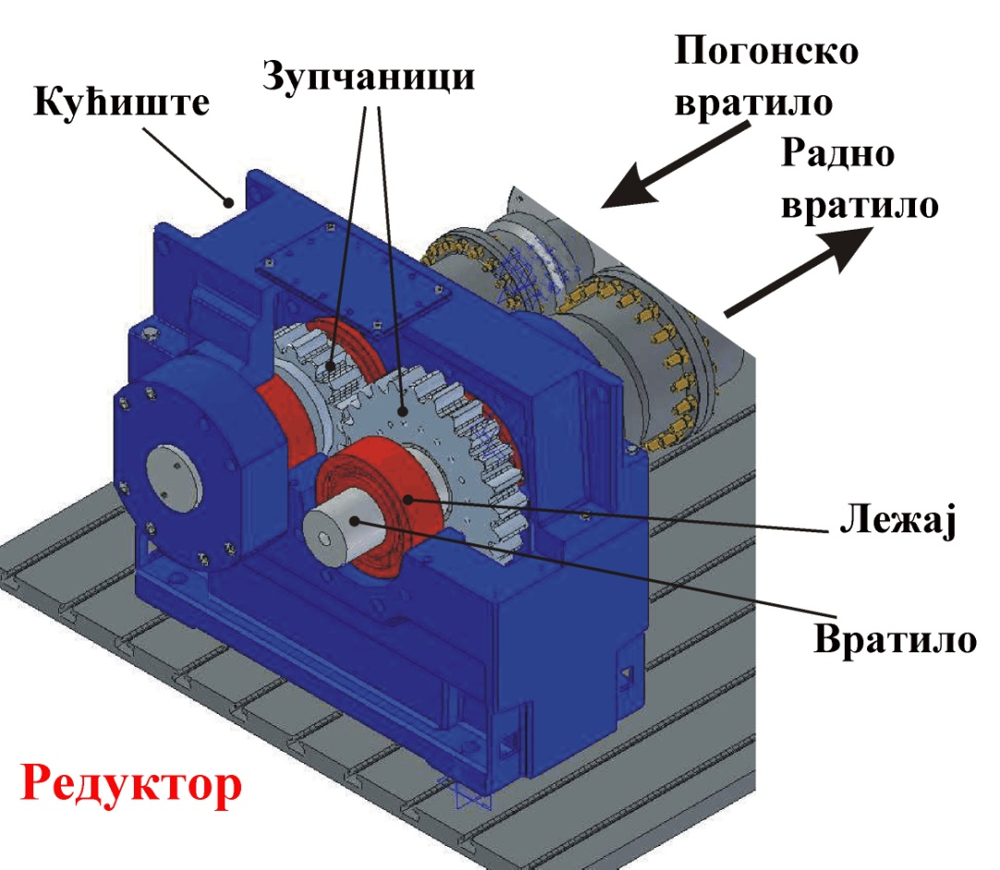 Погонско
вратило
Зупчаници
Кућиште
Радно
вратило
Лежај
Вратило
Редуктор